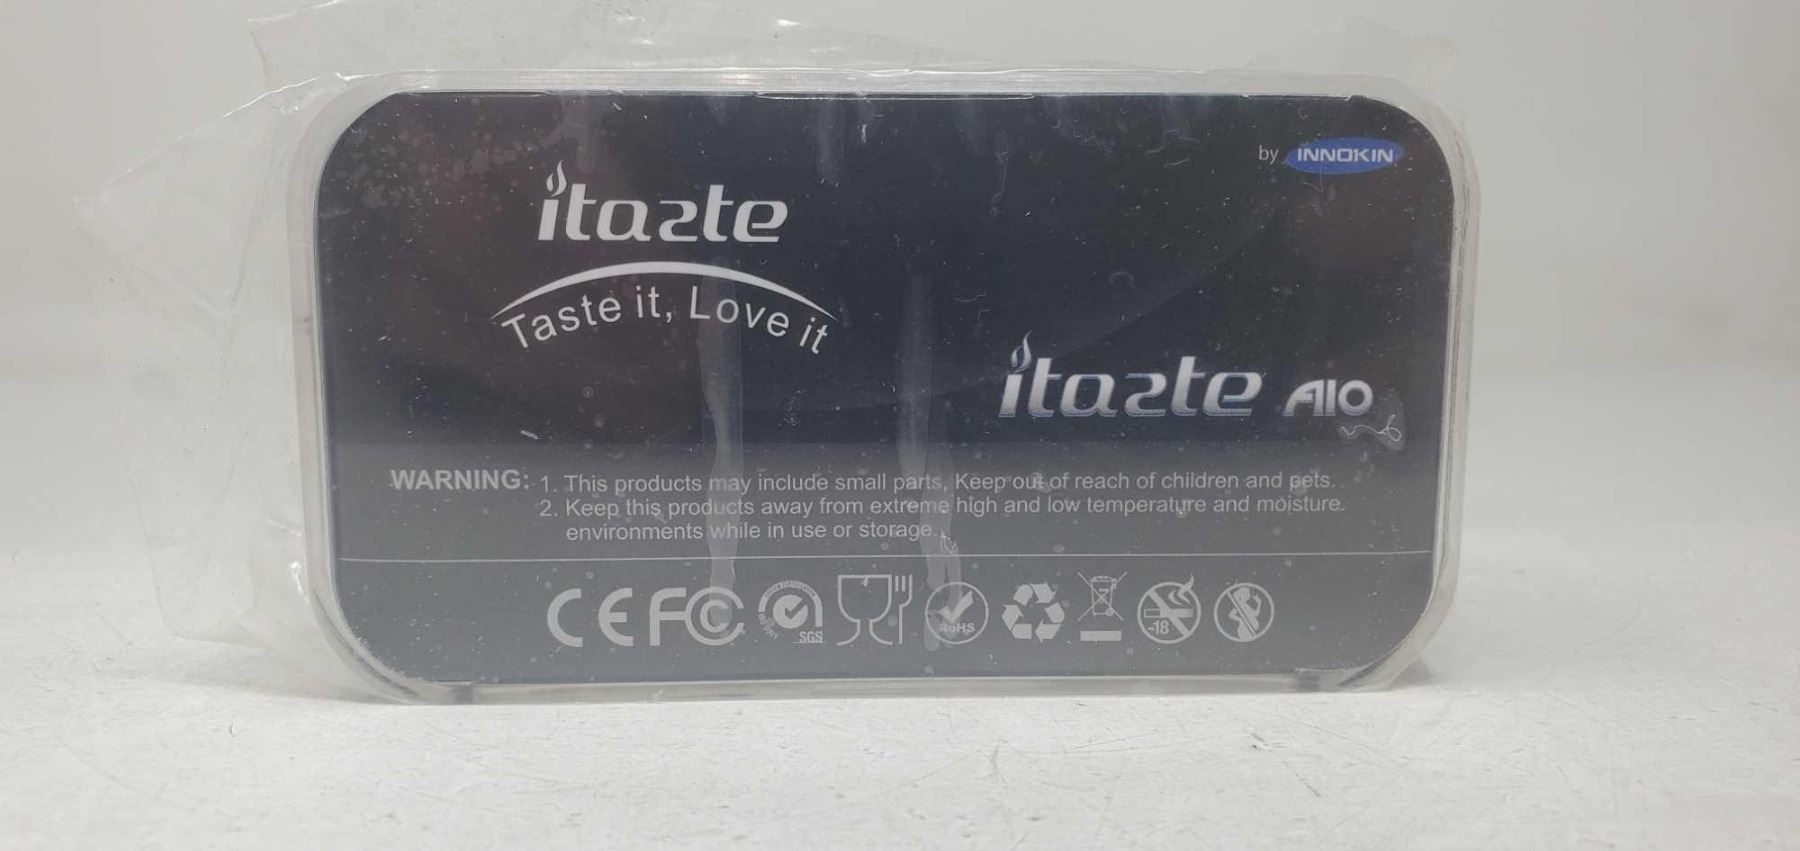 by INNOKIN
itazte
Taste it, Love it
itazte AIO
WARNING: 1. This products may include small parts, Keep out of reach of children and pets.
2. Keep this products away from extreme high and low temperature and moisture.
environments while in use or storage.
CE FC SGS RoHS -18